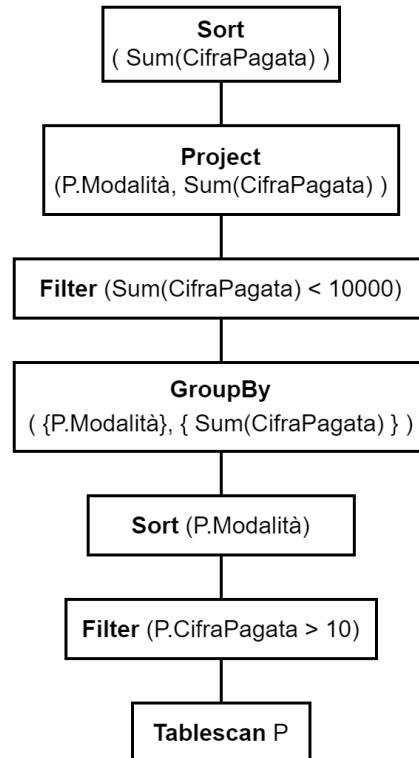 Sort
( Sum(CifraPagata) )
Project
(P.Modalità, Sum(CifraPagata) )
Filter (Sum(CifraPagata) < 10000)
GroupBy
( {P.Modalità}, { Sum(CifraPagata) } )
Sort (P.Modalità)
Filter (P.CifraPagata > 10)
Tablescan P